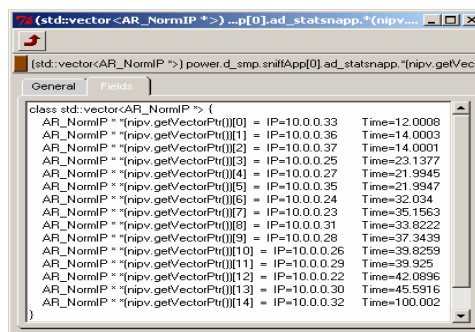 (std::vector<AR_NormIP *>) ...p[0].ad_statsnapp.*(nipv....
(std::vector<AR_NormIP *>) power.d_smp.sniffApp[0].ad_statsnapp.*(nipv.getVec
General Fields
class std::vector<AR_NormIP *> {
AR_NormIP * *(nipv.getVectorPtr())[0] = IP=10.0.0.33 Time=12.0008
AR_NormIP * *(nipv.getVectorPtr())[1] = IP=10.0.0.36 Time=14.0003
AR_NormIP * *(nipv.getVectorPtr())[2] = IP=10.0.0.37 Time=14.0001
AR_NormIP * *(nipv.getVectorPtr())[3] = IP=10.0.0.25 Time=23.1377
AR_NormIP * *(nipv.getVectorPtr())[4] = IP=10.0.0.27 Time=21.9945
AR_NormIP * *(nipv.getVectorPtr())[5] = IP=10.0.0.35 Time=21.9947
AR_NormIP * *(nipv.getVectorPtr())[6] = IP=10.0.0.24 Time=32.034
AR_NormIP * *(nipv.getVectorPtr())[7] = IP=10.0.0.23 Time=35.1563
AR_NormIP * *(nipv.getVectorPtr())[8] = IP=10.0.0.31 Time=33.8222
AR_NormIP * *(nipv.getVectorPtr())[9] = IP=10.0.0.28 Time=37.3439
AR_NormIP * *(nipv.getVectorPtr())[10] = IP=10.0.0.26 Time=39.8259
AR_NormIP * *(nipv.getVectorPtr())[11] = IP=10.0.0.29 Time=39.925
AR_NormIP * *(nipv.getVectorPtr())[12] = IP=10.0.0.22 Time=42.0896
AR_NormIP * *(nipv.getVectorPtr())[13] = IP=10.0.0.30 Time=45.5916
AR_NormIP * *(nipv.getVectorPtr())[14] = IP=10.0.0.32 Time=100.002
}